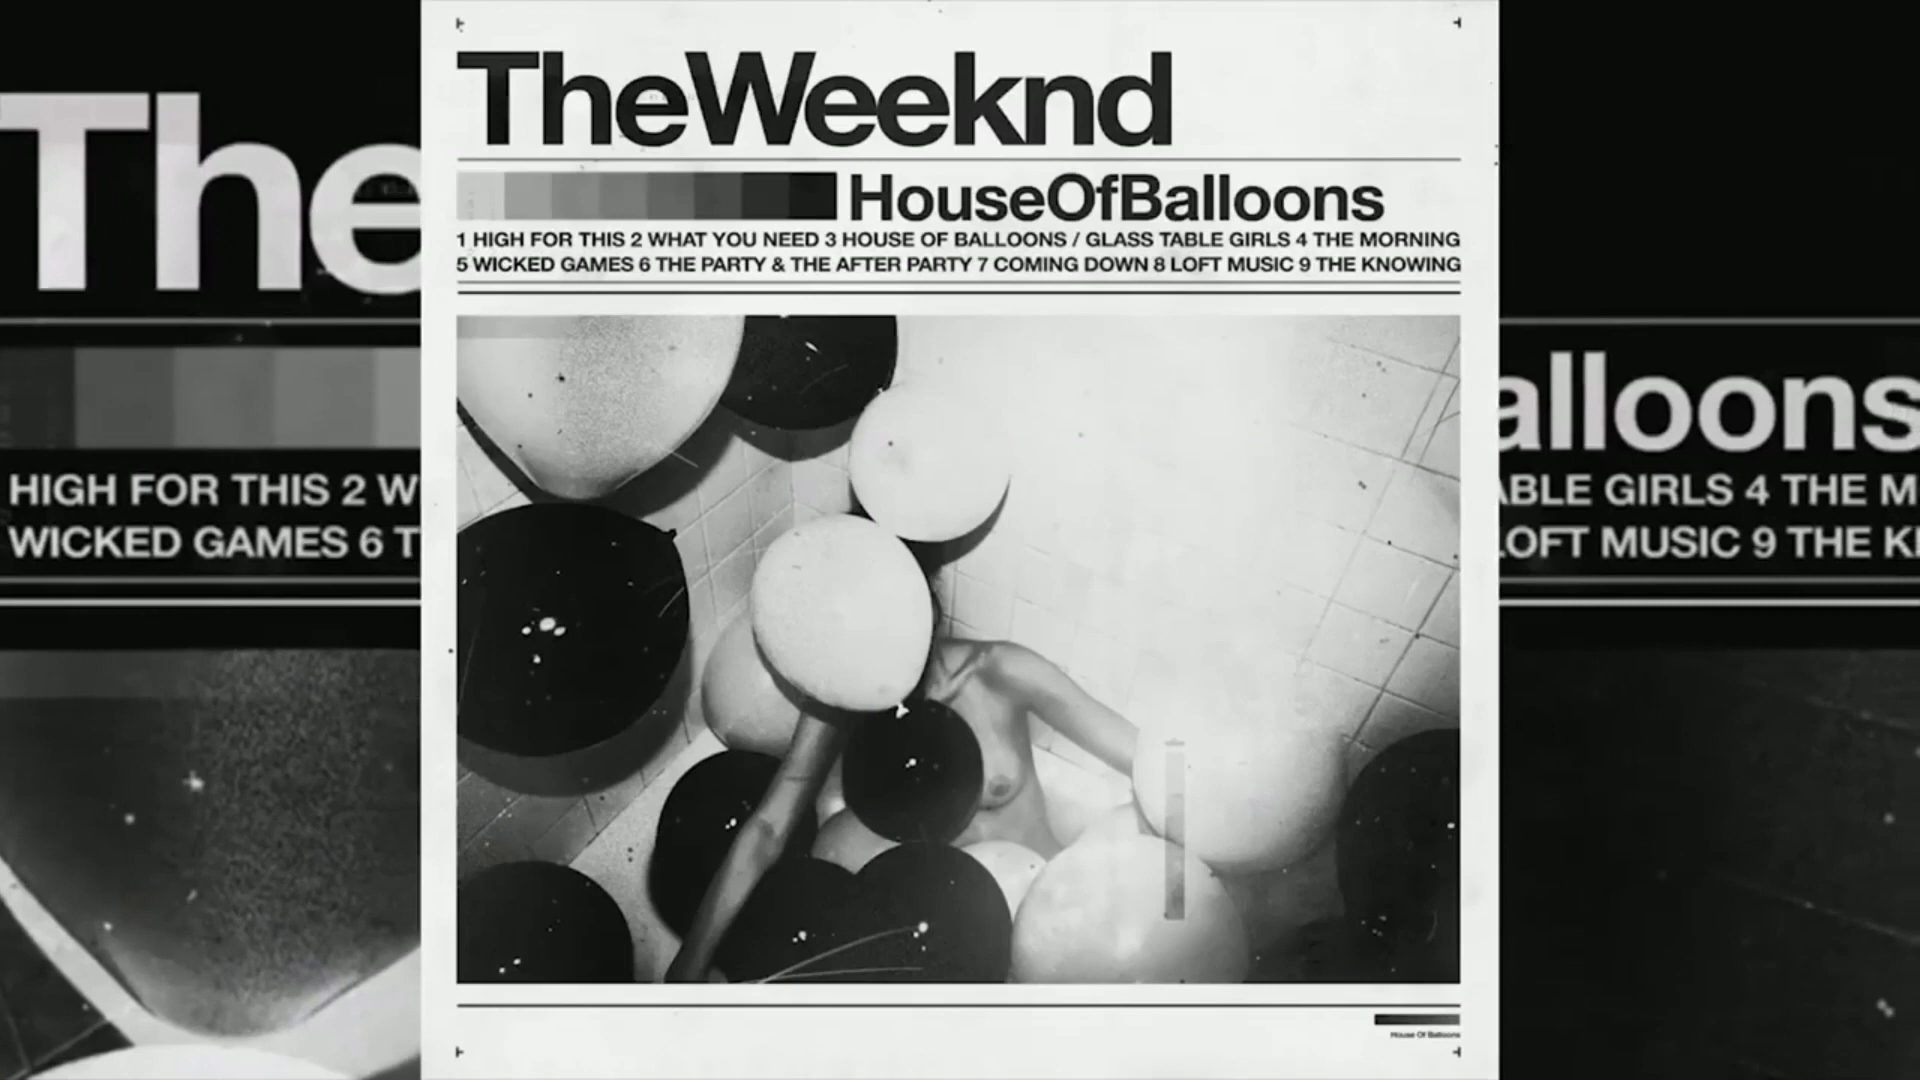 TheWeeknd
HouseOfBalloons
1 HIGH FOR THIS 2 WHAT YOU NEED 3 HOUSE OF BALLOONS / GLASS TABLE GIRLS 4 THE MORNING
5 WICKED GAMES 6 THE PARTY & THE AFTER PARTY 7 COMING DOWN 8 LOFT MUSIC 9 THE KNOWING
House Of Balloons
The
HIGH FOR THIS 2 W
WICKED GAMES 6 T
alloons
ABLE GIRLS 4 THE M
LOFT MUSIC 9 THE K